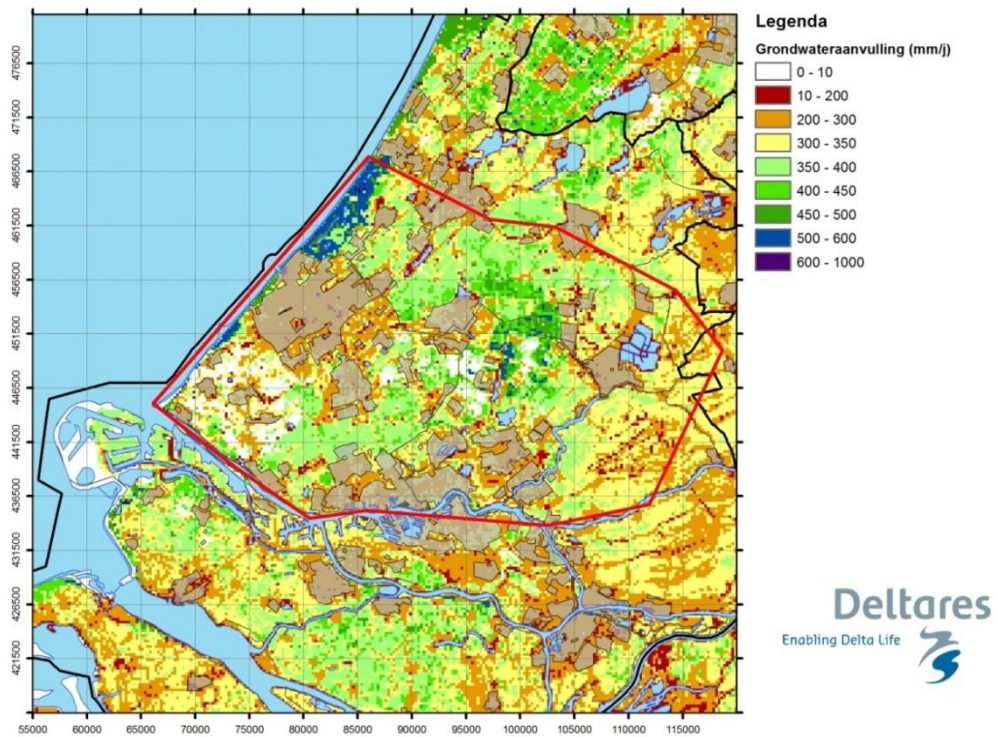 Legenda
Grondwateraanvulling (mm/j)
0 - 10
10 - 200
200 - 300
300 - 350
350 - 400
400 - 450
450 - 500
500 - 600
600 - 1000
476500
471500
466500
461500
456500
451500
446500
441500
436500
431500
426500
421500
55000 60000 65000 70000 75000 80000 85000 90000 95000 100000 105000 110000 115000
Deltares
Enabling Delta Life